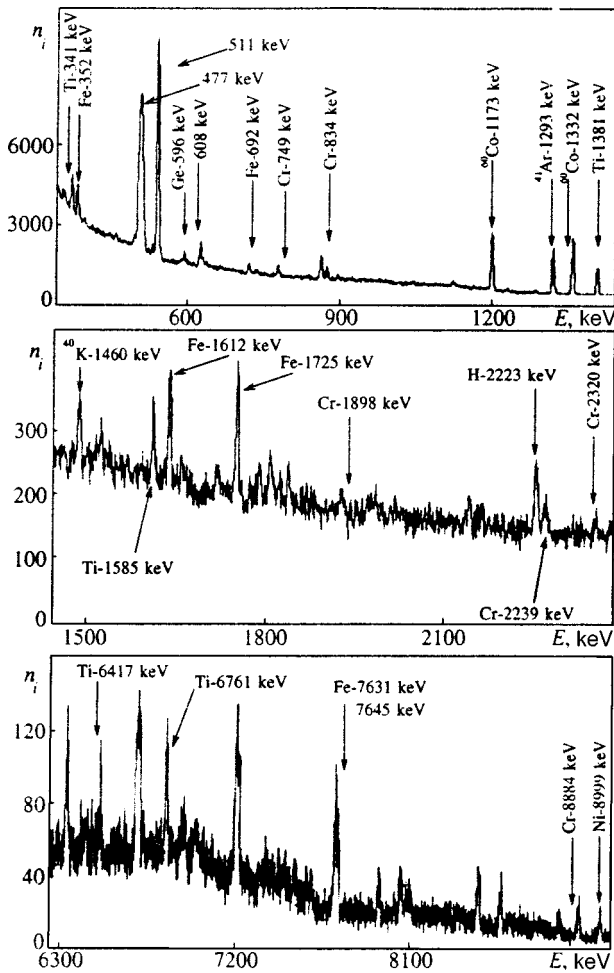 n_i
Ti-341 keV
Fe-352 keV
511 keV
477 keV
Ge-596 keV
608 keV
Fe-692 keV
Cr-749 keV
Cr-834 keV
⁶⁰Co-1173 keV
⁴¹Ar-1293 keV
⁶⁰Co-1332 keV
Ti-1381 keV
6000
3000
0
600
900
1200
E, keV
n_i
⁴⁰K-1460 keV
Fe-1612 keV
Fe-1725 keV
Cr-1898 keV
H-2223 keV
Cr-2320 keV
300
200
100
0
Ti-1585 keV
Cr-2239 keV
1500
1800
2100
E, keV
n_i
Ti-6417 keV
Ti-6761 keV
Fe-7631 keV
7645 keV
Cr-8884 keV
Ni-8999 keV
120
80
40
0
6300
7200
8100
E, keV